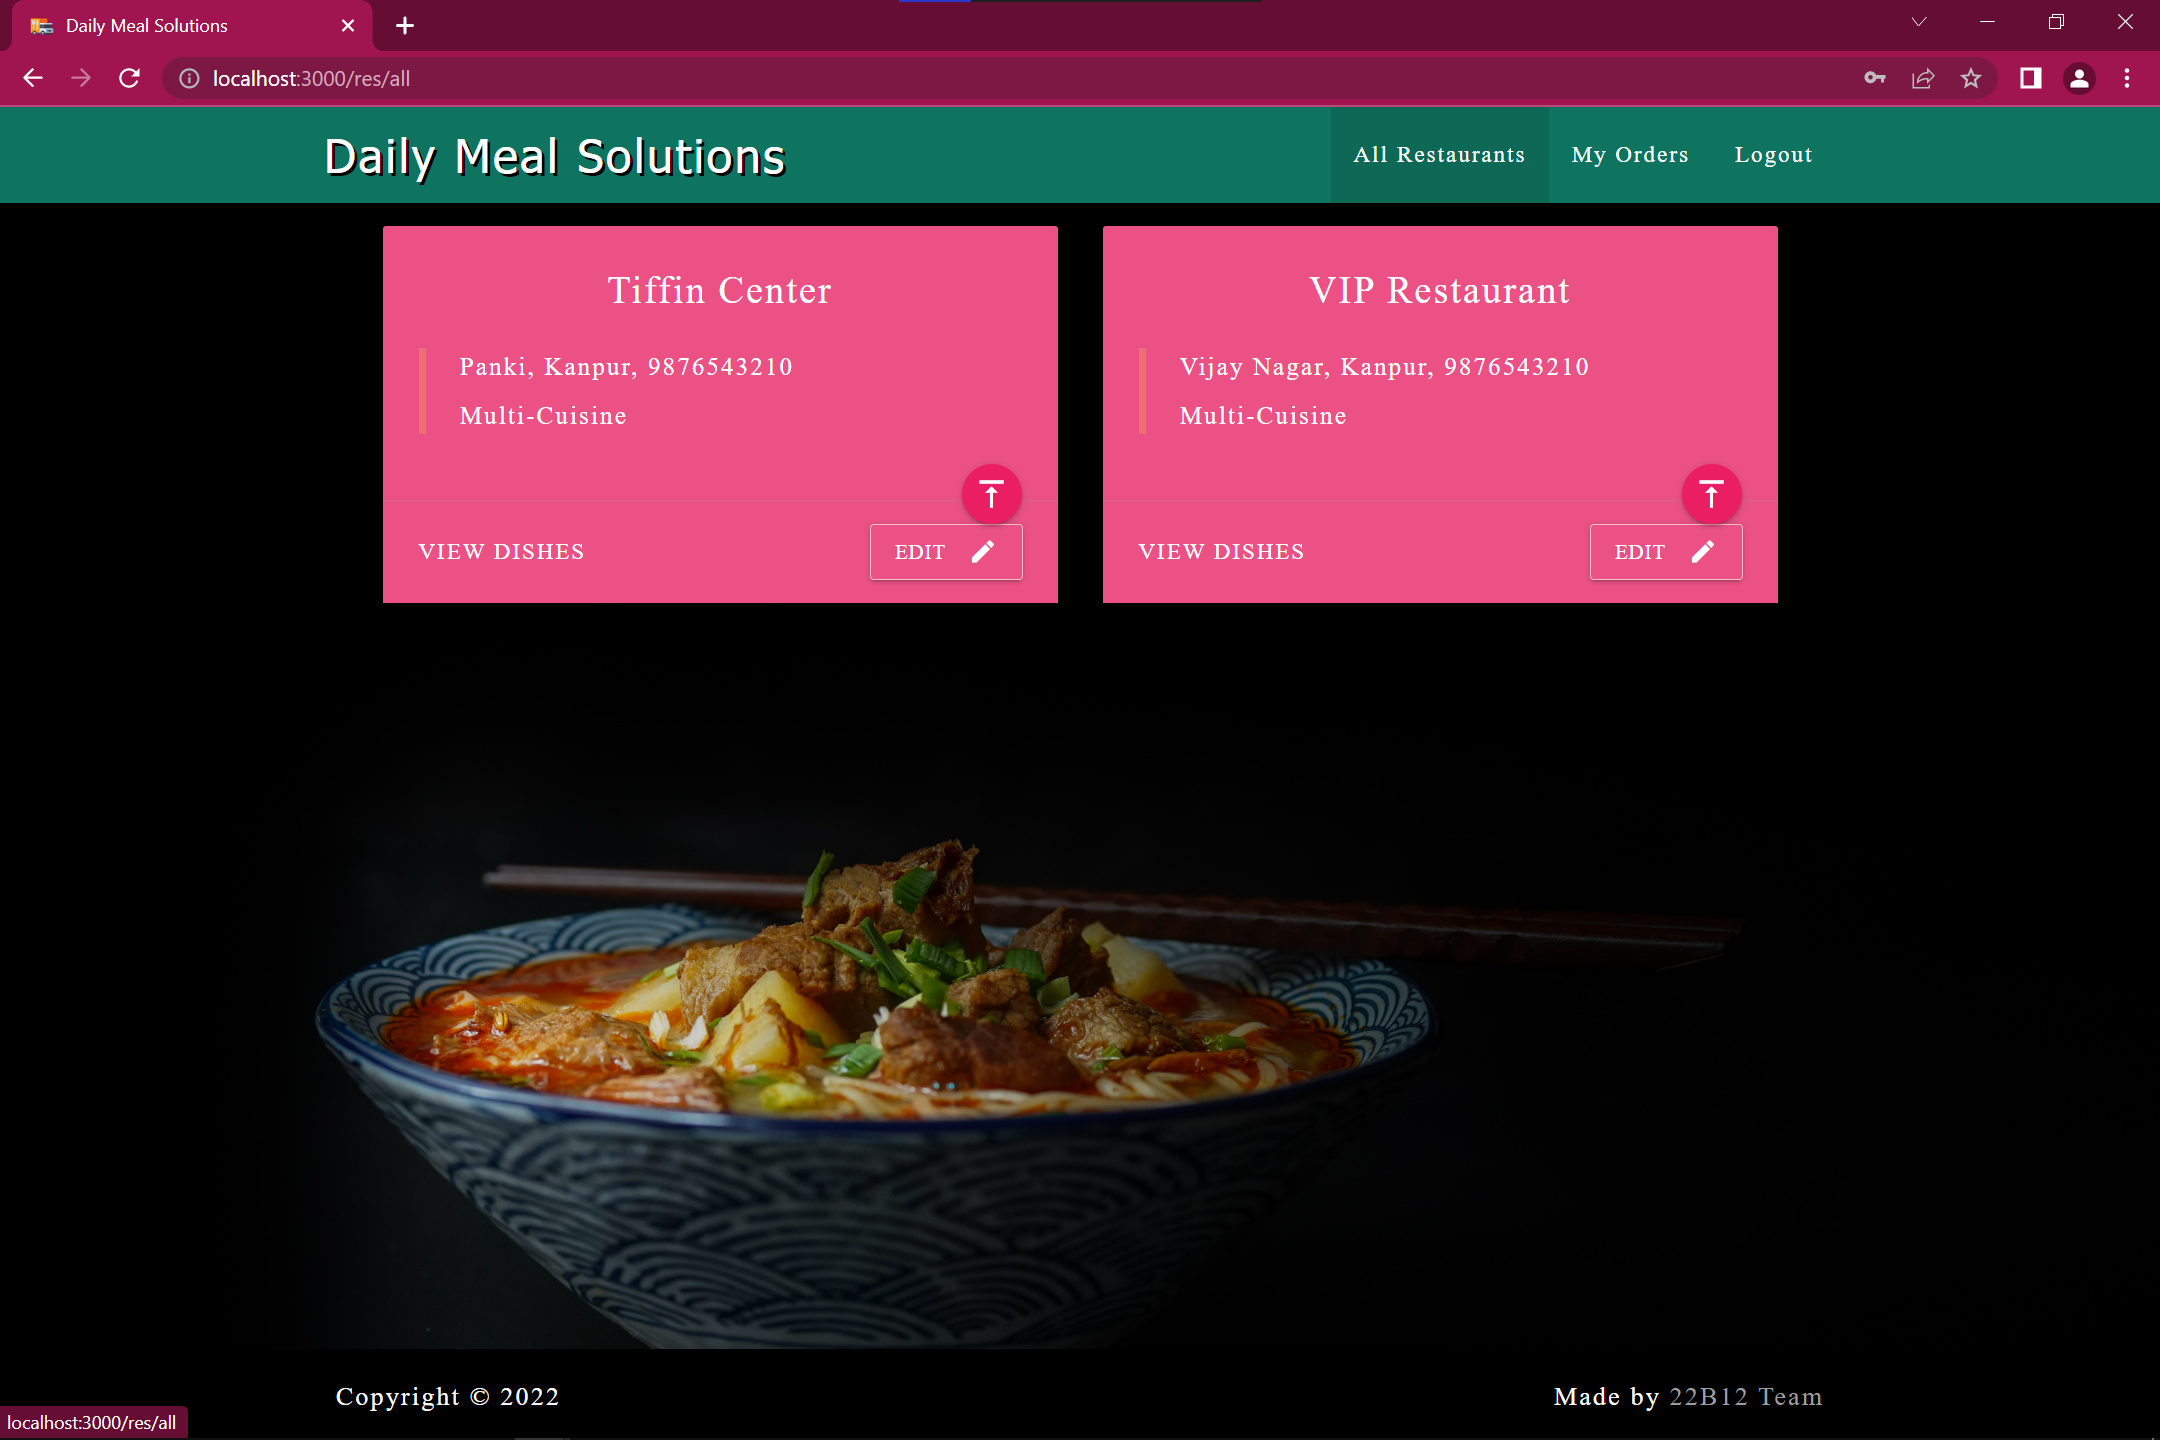 Daily Meal Solutions
localhost:3000/res/all
Daily Meal Solutions
All Restaurants
My Orders
Logout
Tiffin Center
Panki, Kanpur, 9876543210
Multi-Cuisine
VIEW DISHES
EDIT
VIP Restaurant
Vijay Nagar, Kanpur, 9876543210
Multi-Cuisine
VIEW DISHES
EDIT
Copyright © 2022
Made by 22B12 Team
localhost:3000/res/all